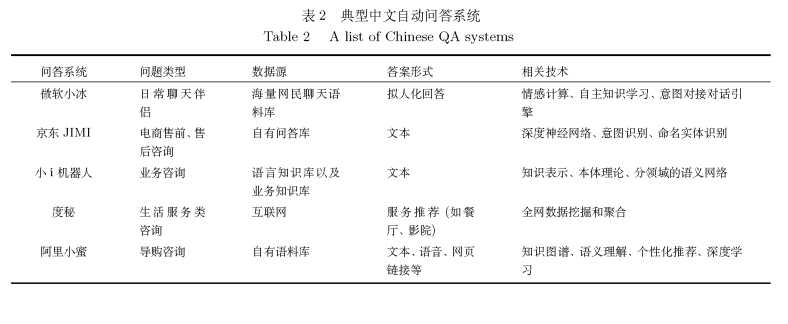 表 2 典型中文自动问答系统
Table 2 A list of Chinese QA systems
问答系统 问题类型 数据源 答案形式 相关技术
微软小冰 日常聊天伴 海量网民聊天语 拟人化回答 情感计算、自主知识学习、意图对接对话引
侣 料库 擎
京东 JIMI 电商售前、售 自有问答库 文本 深度神经网络、意图识别、命名实体识别
后咨询
小 i 机器人 业务咨询 语言知识库以及 文本 知识表示、本体理论、分领域的语义网络
业务知识库
度秘 生活服务类 互联网 服务推荐 (如餐 全网数据挖掘和聚合
咨询 厅、影院)
阿里小蜜 导购咨询 自有语料库 文本、语音、网页 知识图谱、语义理解、个性化推荐、深度学
链接等 习